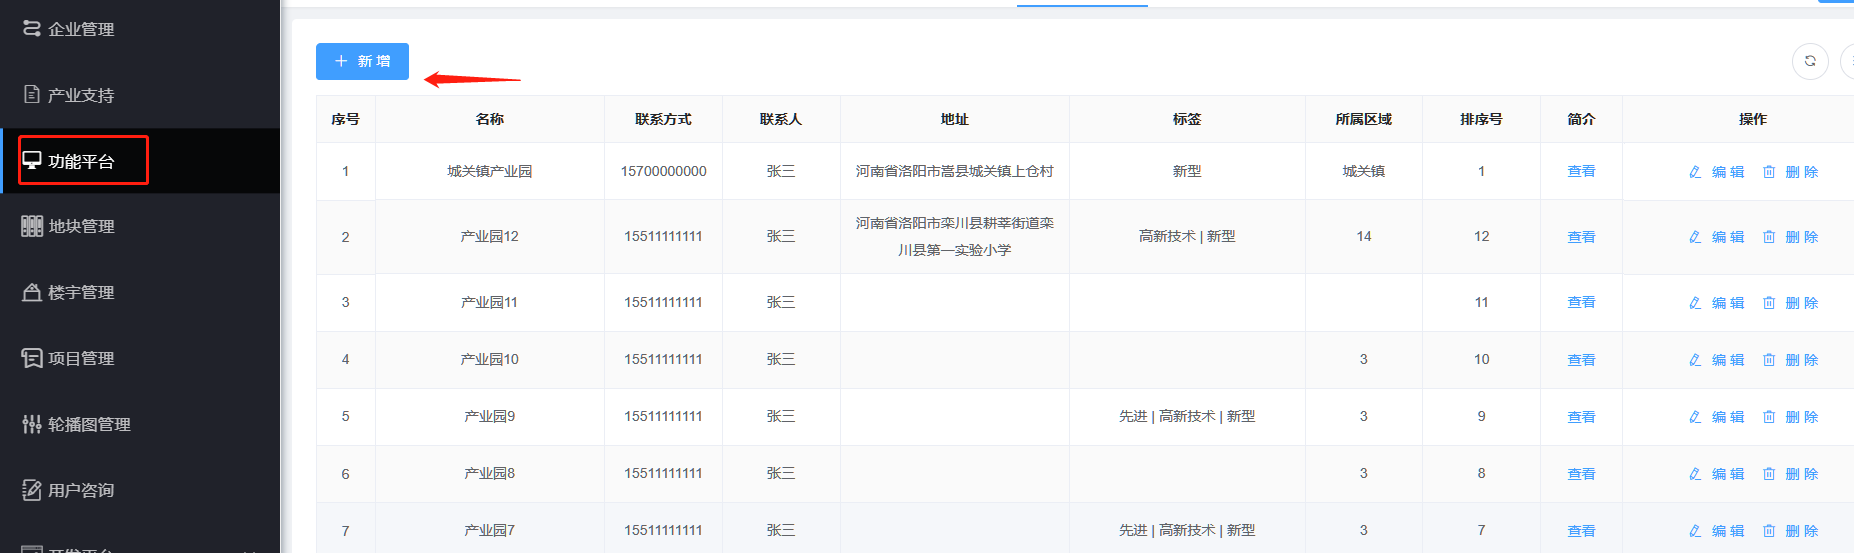 企业管理
产业支持
功能平台
地块管理
楼宇管理
项目管理
轮播图管理
用户咨询
新 增
序号 名称 联系方式 联系人 地址 标签 所属区域 排序号 简介 操作
1 城关镇产业园 15700000000 张三 河南省洛阳市嵩县城关镇上仓村 新型 城关镇 1 查看 编 辑 删 除
2 产业园12 15511111111 张三 河南省洛阳市栾川县耕莘街道栾川县第一实验小学 高新技术 | 新型 14 12 查看 编 辑 删 除
3 产业园11 15511111111 张三 11 查看 编 辑 删 除
4 产业园10 15511111111 张三 3 10 查看 编 辑 删 除
5 产业园9 15511111111 张三 先进 | 高新技术 | 新型 3 9 查看 编 辑 删 除
6 产业园8 15511111111 张三 3 8 查看 编 辑 删 除
7 产业园7 15511111111 张三 先进 | 高新技术 | 新型 3 7 查看 编 辑 删 除